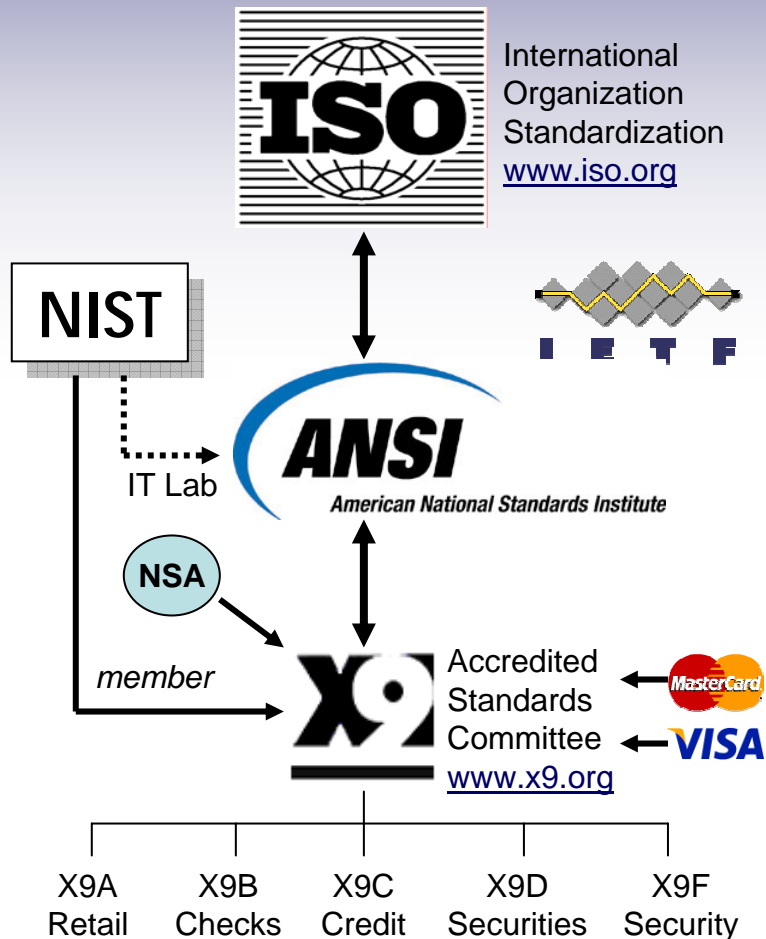 ISO
International
Organization
Standardization
www.iso.org
NIST
I E T F
ANSI
American National Standards Institute
IT Lab
NSA
member
X9
Accredited
Standards
Committee
www.x9.org
MasterCard
VISA
X9A
Retail
X9B
Checks
X9C
Credit
X9D
Securities
X9F
Security